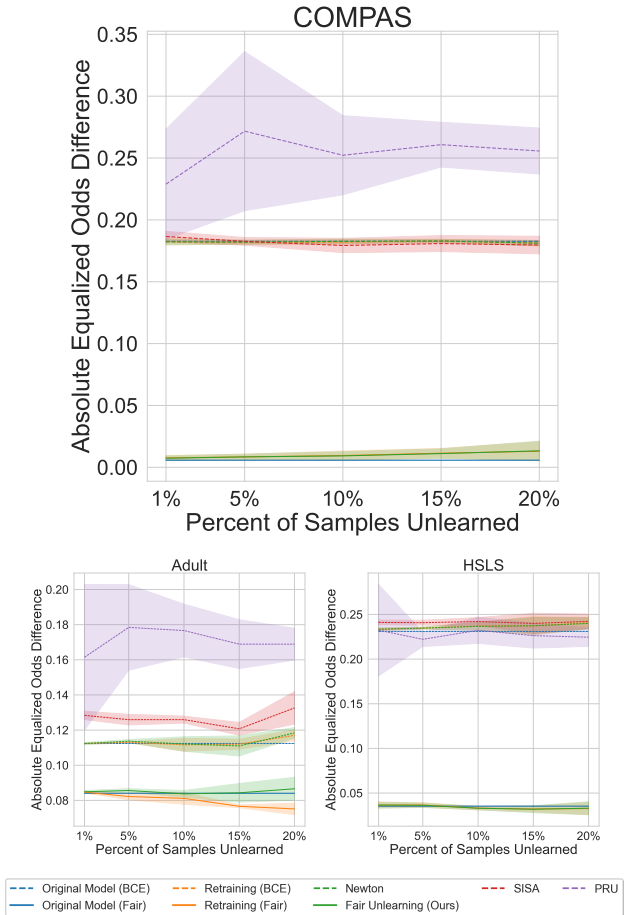 COMPAS
0.35
0.30
0.25
0.20
0.15
0.10
0.05
0.00
Absolute Equalized Odds Difference
1% 5% 10% 15% 20%
Percent of Samples Unlearned
Adult
0.20
0.18
0.16
0.14
0.12
0.10
0.08
Absolute Equalized Odds Difference
1% 5% 10% 15% 20%
Percent of Samples Unlearned
HSLS
0.25
0.20
0.15
0.10
0.05
Absolute Equalized Odds Difference
1% 5% 10% 15% 20%
Percent of Samples Unlearned
Original Model (BCE) Retraining (BCE) Newton SISA PRU
Original Model (Fair) Retraining (Fair) Fair Unlearning (Ours)